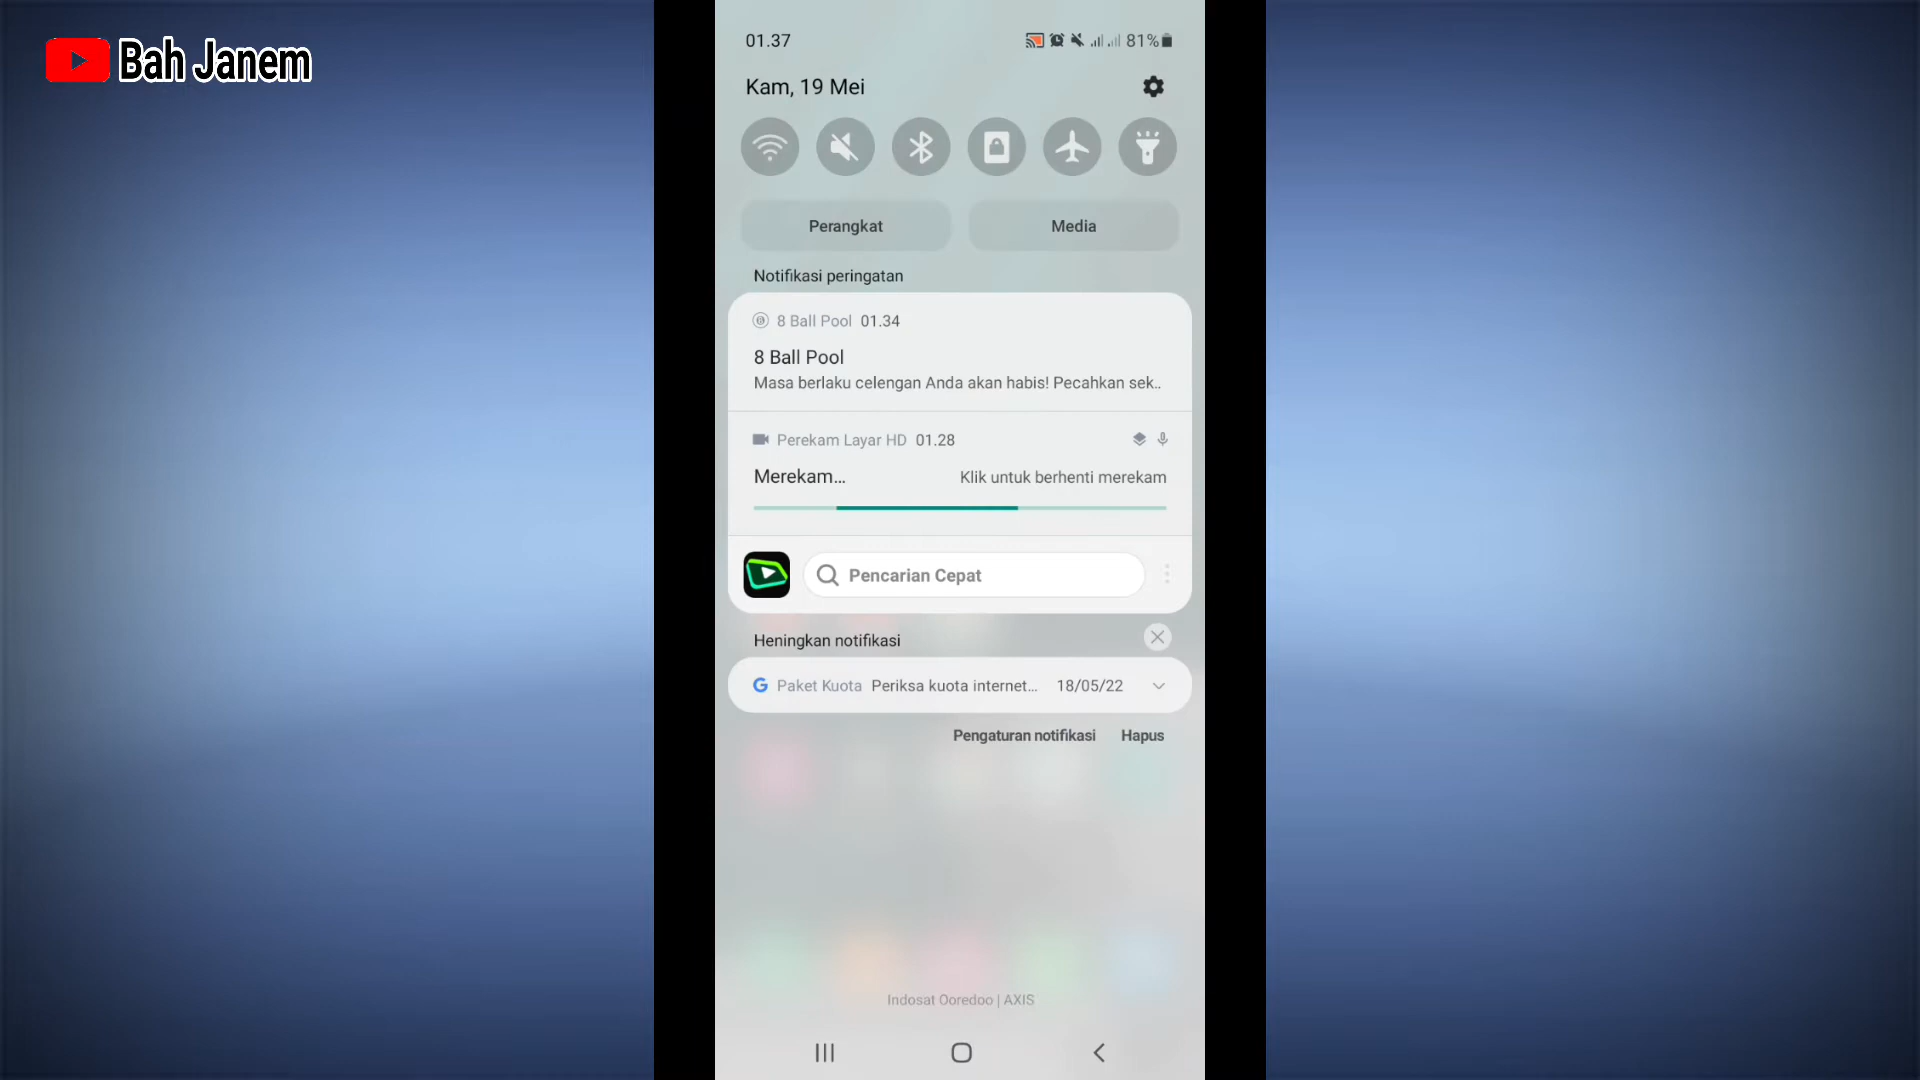 Bah Janem
01.37
81%
Kam, 19 Mei
Perangkat
Media
Notifikasi peringatan
8 Ball Pool 01.34
8 Ball Pool
Masa berlaku celengan Anda akan habis! Pecahkan sek..
Perekam Layar HD 01.28
Merekam...
Klik untuk berhenti merekam
Pencarian Cepat
Heningkan notifikasi
Paket Kuota Periksa kuota internet... 18/05/22
Pengaturan notifikasi Hapus
Indosat Ooredoo | AXIS